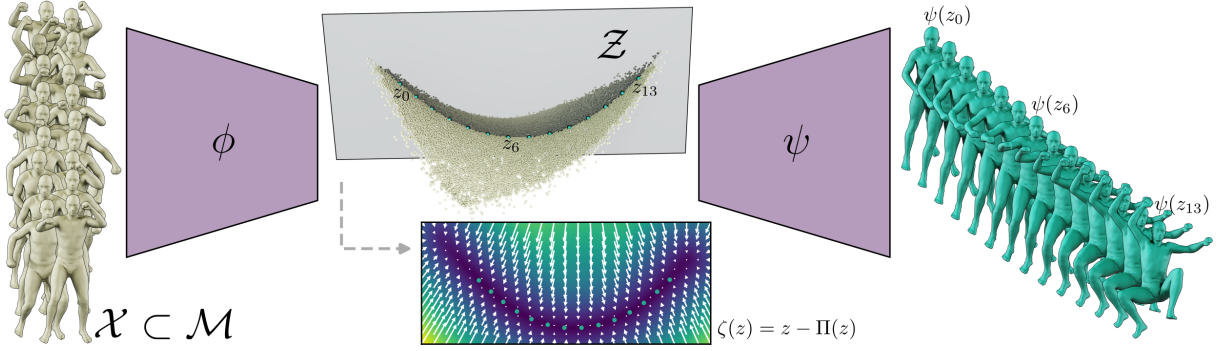 𝒳 ⊂ ℳ
ϕ
𝒵
z₀
z₆
z₁₃
ζ(z) = z − Π(z)
ψ
ψ(z₀)
ψ(z₆)
ψ(z₁₃)